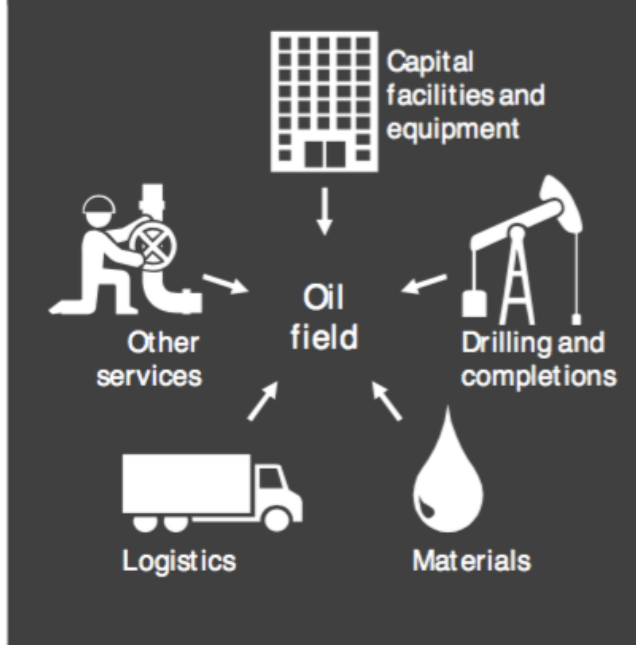 Capital
facilities and
equipment
Oil
field
Other
services
Drilling and
completions
Logistics
Materials